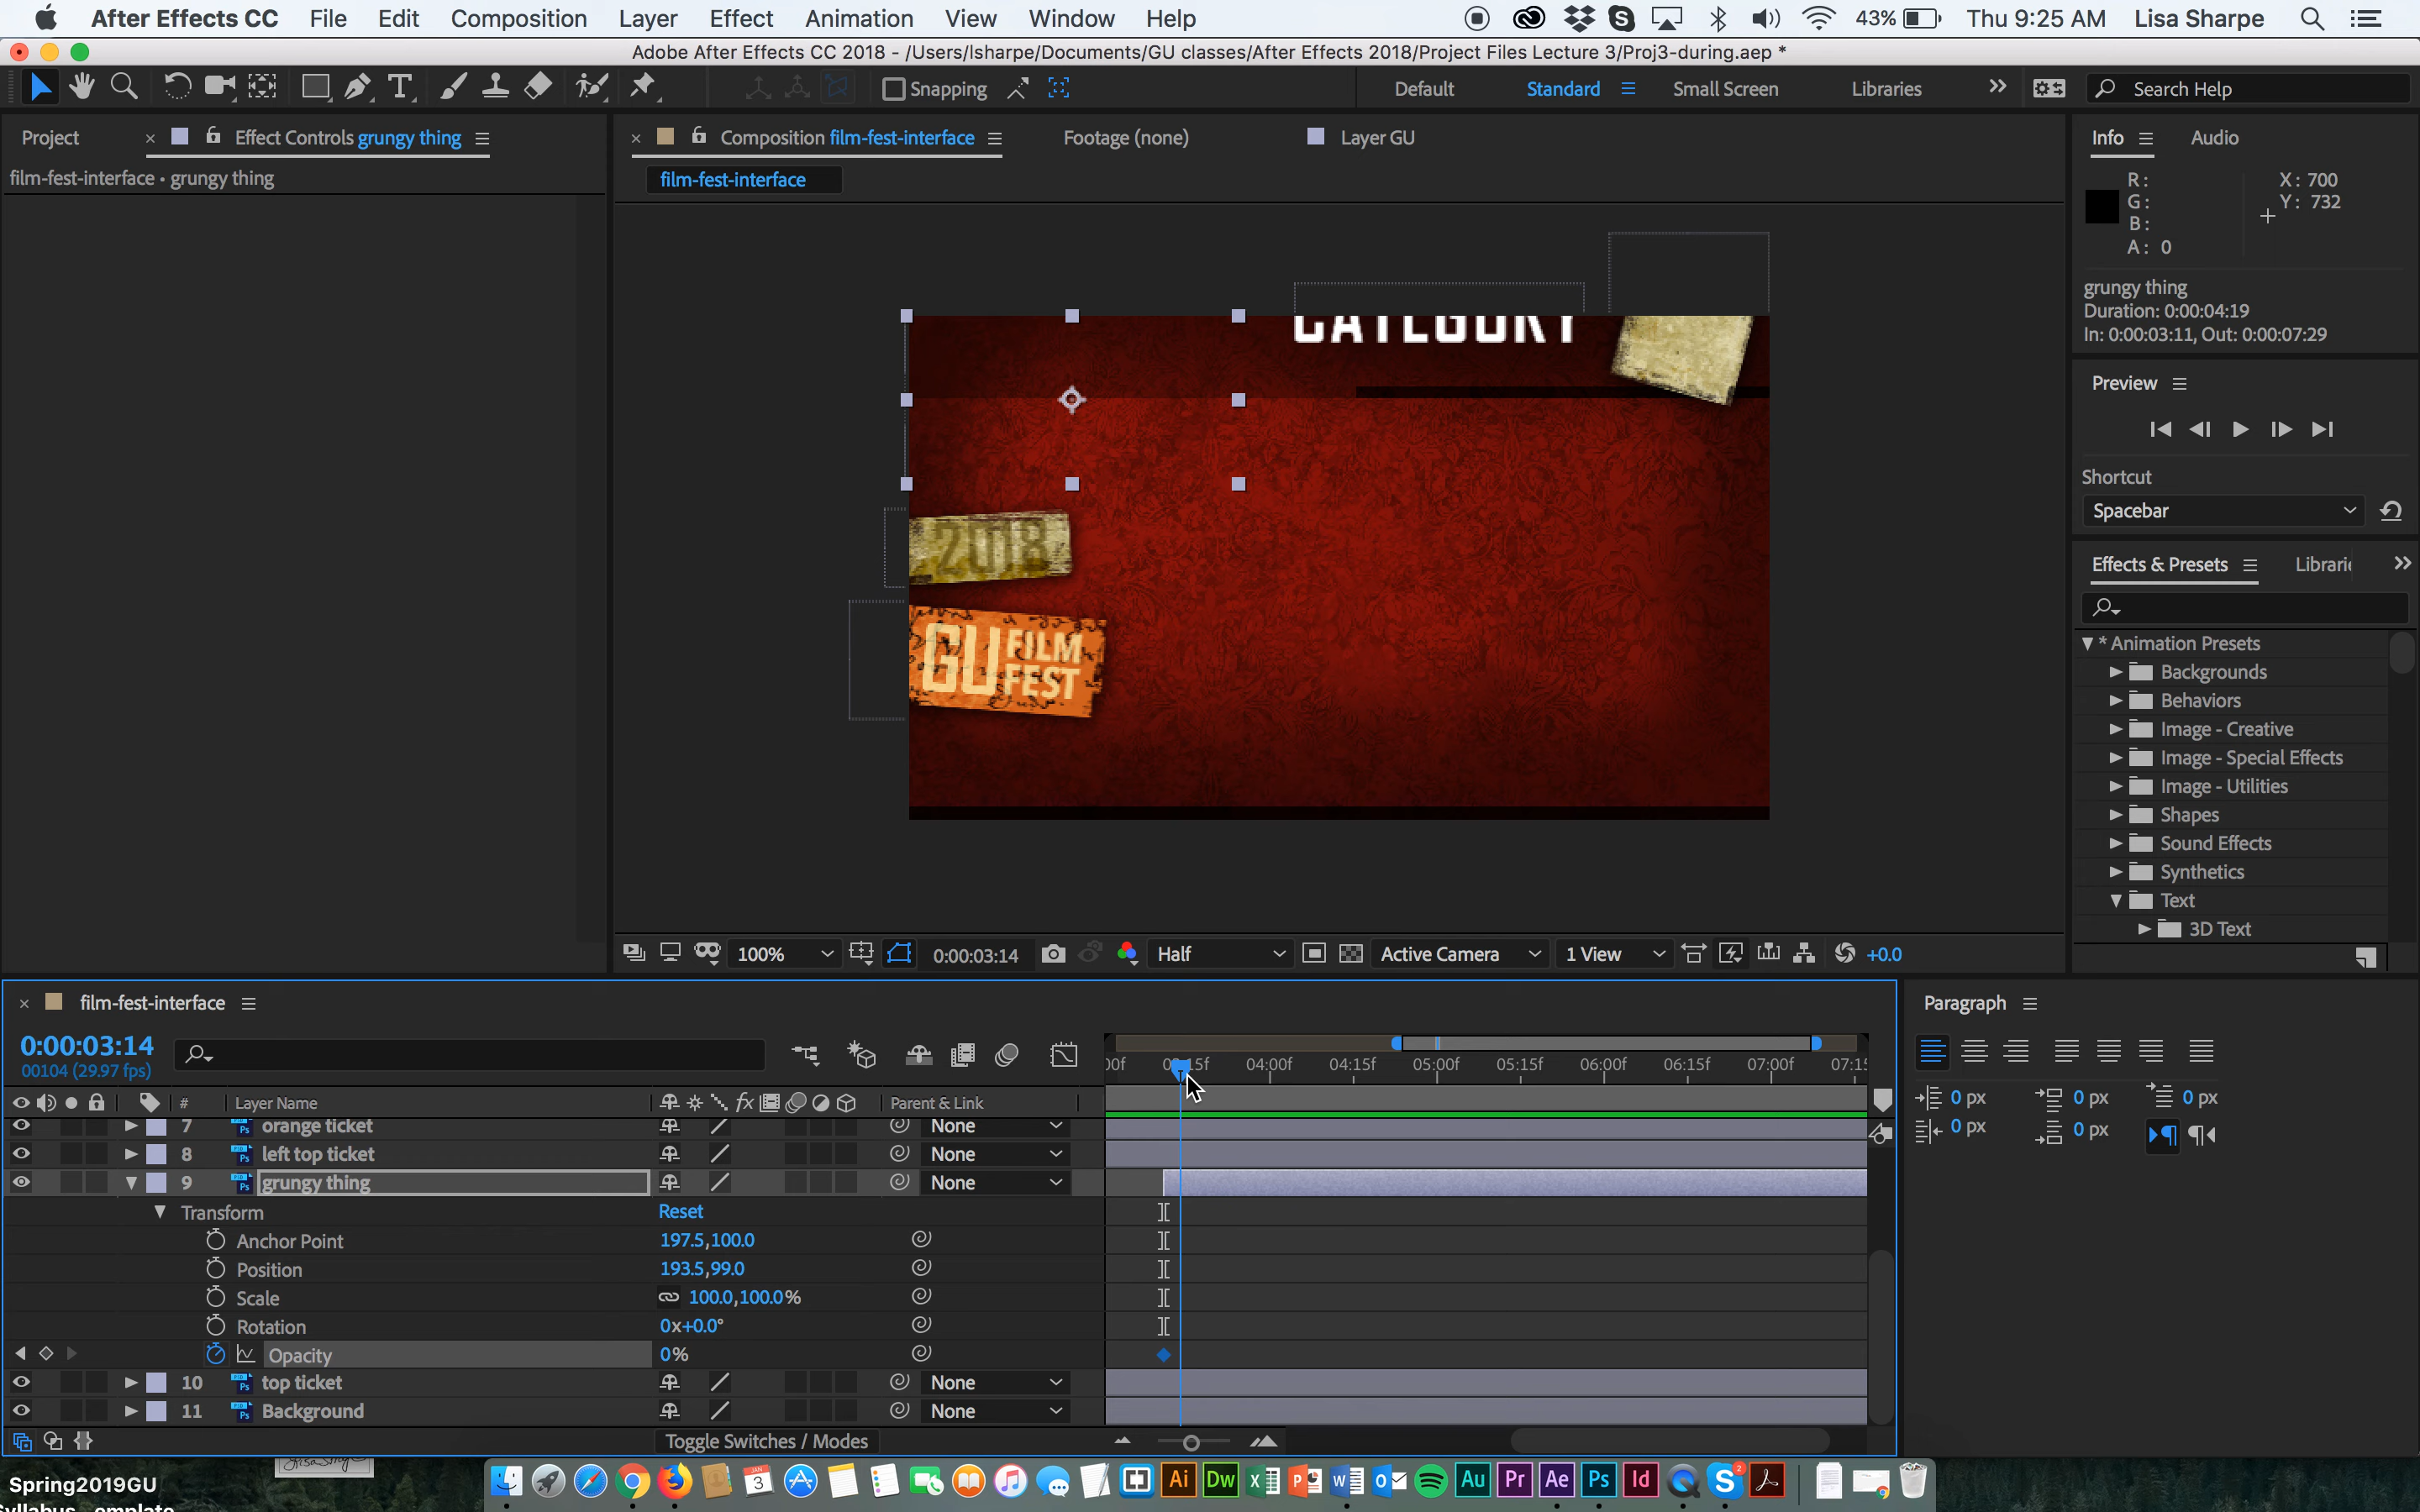 After Effects CC File Edit Composition Layer Effect Animation View Window Help 43% Thu 9:25 AM Lisa Sharpe
Adobe After Effects CC 2018 - /Users/lsharpe/Documents/GU classes/After Effects 2018/Project Files Lecture 3/Proj3-during.aep *
Snapping Default Standard Small Screen Libraries Search Help
Project Effect Controls grungy thing Composition film-fest-interface Footage (none) Layer GU Info Audio
film-fest-interface • grungy thing film-fest-interface
R: X: 700
G: Y: 732
B:
A: 0
grungy thing
Duration: 0:00:04:19
In: 0:00:03:11, Out: 0:00:07:29
CATEGORY
Preview
Shortcut
Spacebar
2018
Effects & Presets Librari
GU FILM FEST
* Animation Presets
Backgrounds
Behaviors
Image - Creative
Image - Special Effects
Image - Utilities
Shapes
Sound Effects
Synthetics
Text
3D Text
100% 0:00:03:14 Half Active Camera 1 View +0.0
film-fest-interface Paragraph
0:00:03:14
00104 (29.97 fps)
04:00f 04:15f 05:00f 05:15f 06:00f 06:15f 07:00f
# Layer Name Parent & Link
0 px 0 px 0 px
0 px 0 px
7 orange ticket None
8 left top ticket None
9 grungy thing None
Transform Reset
Anchor Point 197.5,100.0
Position 193.5,99.0
Scale 100.0,100.0%
Rotation 0x+0.0°
Opacity 0%
10 top ticket None
11 Background None
Toggle Switches / Modes
Spring2019GU
JAN 3 Ai Dw Au Pr Ae Ps Id 2